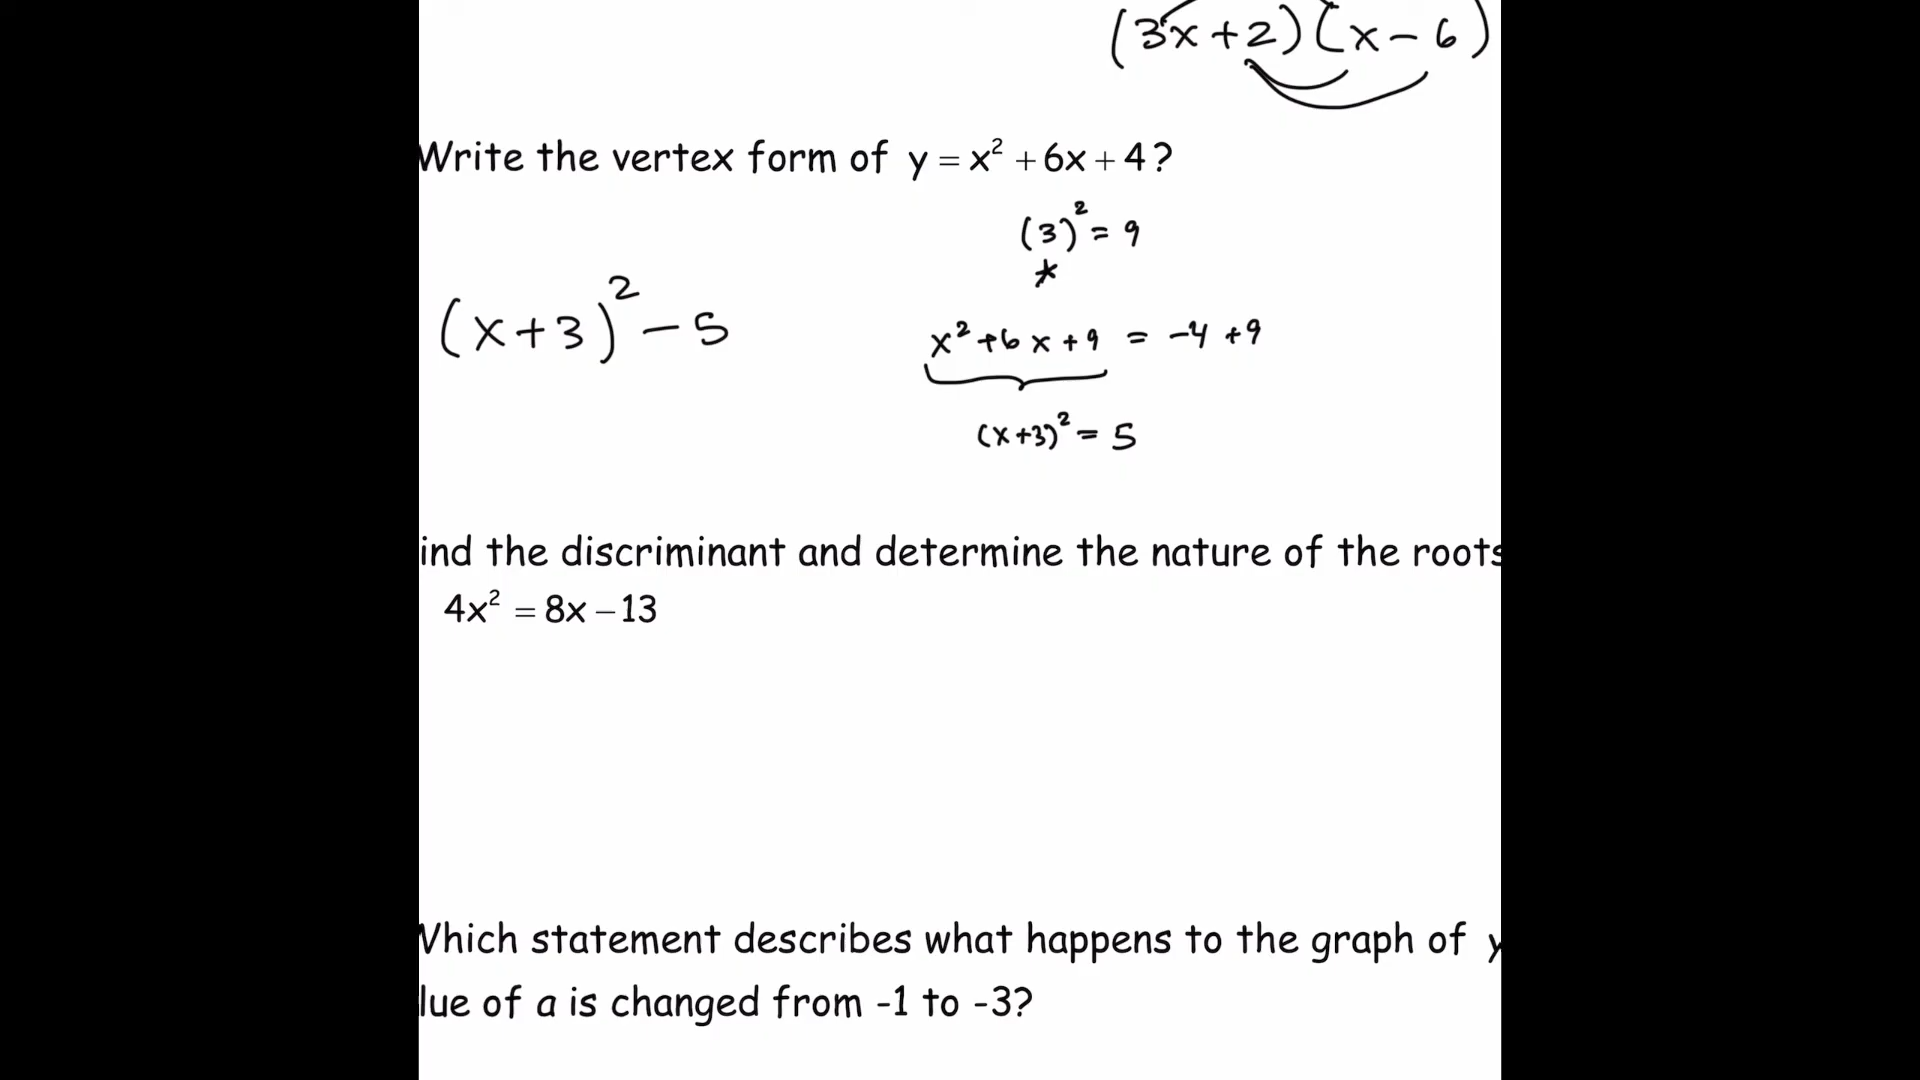 (3x+2)(x-6)
Write the vertex form of y = x² + 6x + 4?
(3)² = 9
*
(x+3)² - 5
x² + 6x + 9 = -4 + 9
(x+3)² = 5
ind the discriminant and determine the nature of the roots
4x² = 8x - 13
Which statement describes what happens to the graph of y
lue of a is changed from -1 to -3?